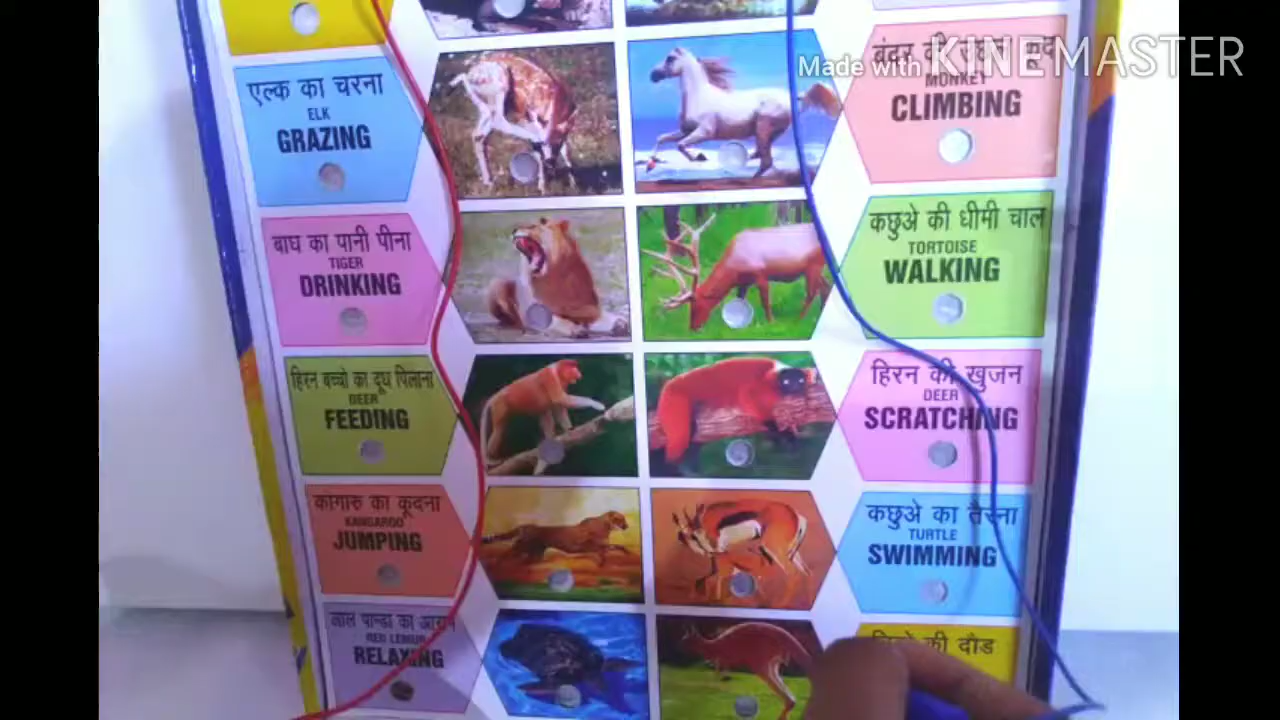 Made with KINEMASTER
एल्क का चरना
ELK
GRAZING
बाघ का पानी पीना
TIGER
DRINKING
हिरन बच्चो का दूध पिलाना
DEER
FEEDING
कागारु का कूदना
KANGAROO
JUMPING
लाल पान्डा का आराम
RED LEMUR
RELAXING
बंदर की
MONKEY
CLIMBING
कछुअे की धीमी चाल
TORTOISE
WALKING
हिरन की खुजन
DEER
SCRATCHING
कछुअे का तैरना
TURTLE
SWIMMING
की दौड